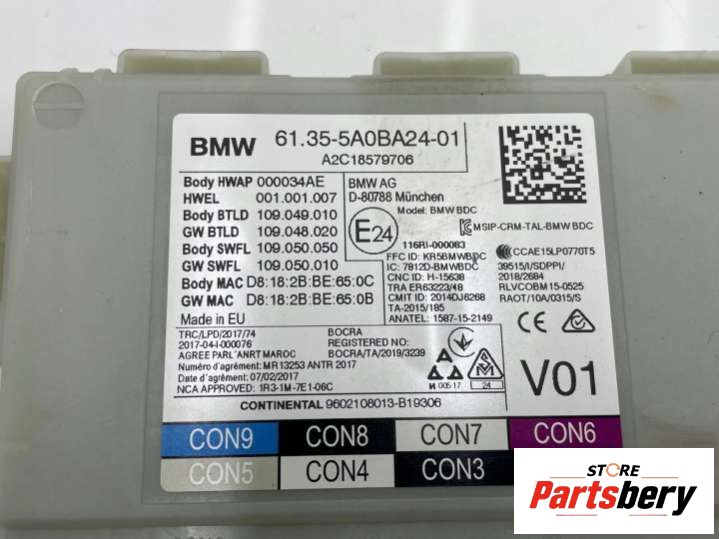 BMW 61.35-5A0BA24-01
A2C18579706
Body HWAP 000034AE
HWEL 001.001.007
Body BTLD 109.049.010
GW BTLD 109.048.020
Body SWFL 109.050.050
GW SWFL 109.050.010
Body MAC D8:18:2B:BE:65:0C
GW MAC D8:18:2B:BE:65:0B
Made in EU
BMW AG
D-80788 München
Model: BMW BDC
E24
MSIP-CRM-TAL-BMW BDC
116RI-000083
FFC ID: KR5BMWBDC
IC: 7812D-BMWBDC
CNC ID: H-15638
TRA ER63223/48
CMIT ID: 2014DJ6268
TA-2015/185
ANATEL: 1587-15-2149
CCAE15LP0770T5
39515/I/SDPPI/
2018/2684
RLVCOBM15-0525
RAOT/10A/0315/S
TRC/LPD/2017/74
2017-04-I-000076
AGREE PARL'ANRT MAROC
Numéro d'agrément: MR13253 ANTR 2017
Date d'agrément: 07/02/2017
NCA APPROVED: 1R3-1M-7E1-06C
BOCRA
REGISTERED NO:
BOCRA/TA/2019/3239
M 005 17
24
CE
V01
CONTINENTAL 9602108013-B19306
CON9 CON8 CON7 CON6
CON5 CON4 CON3
STORE
Partsbery